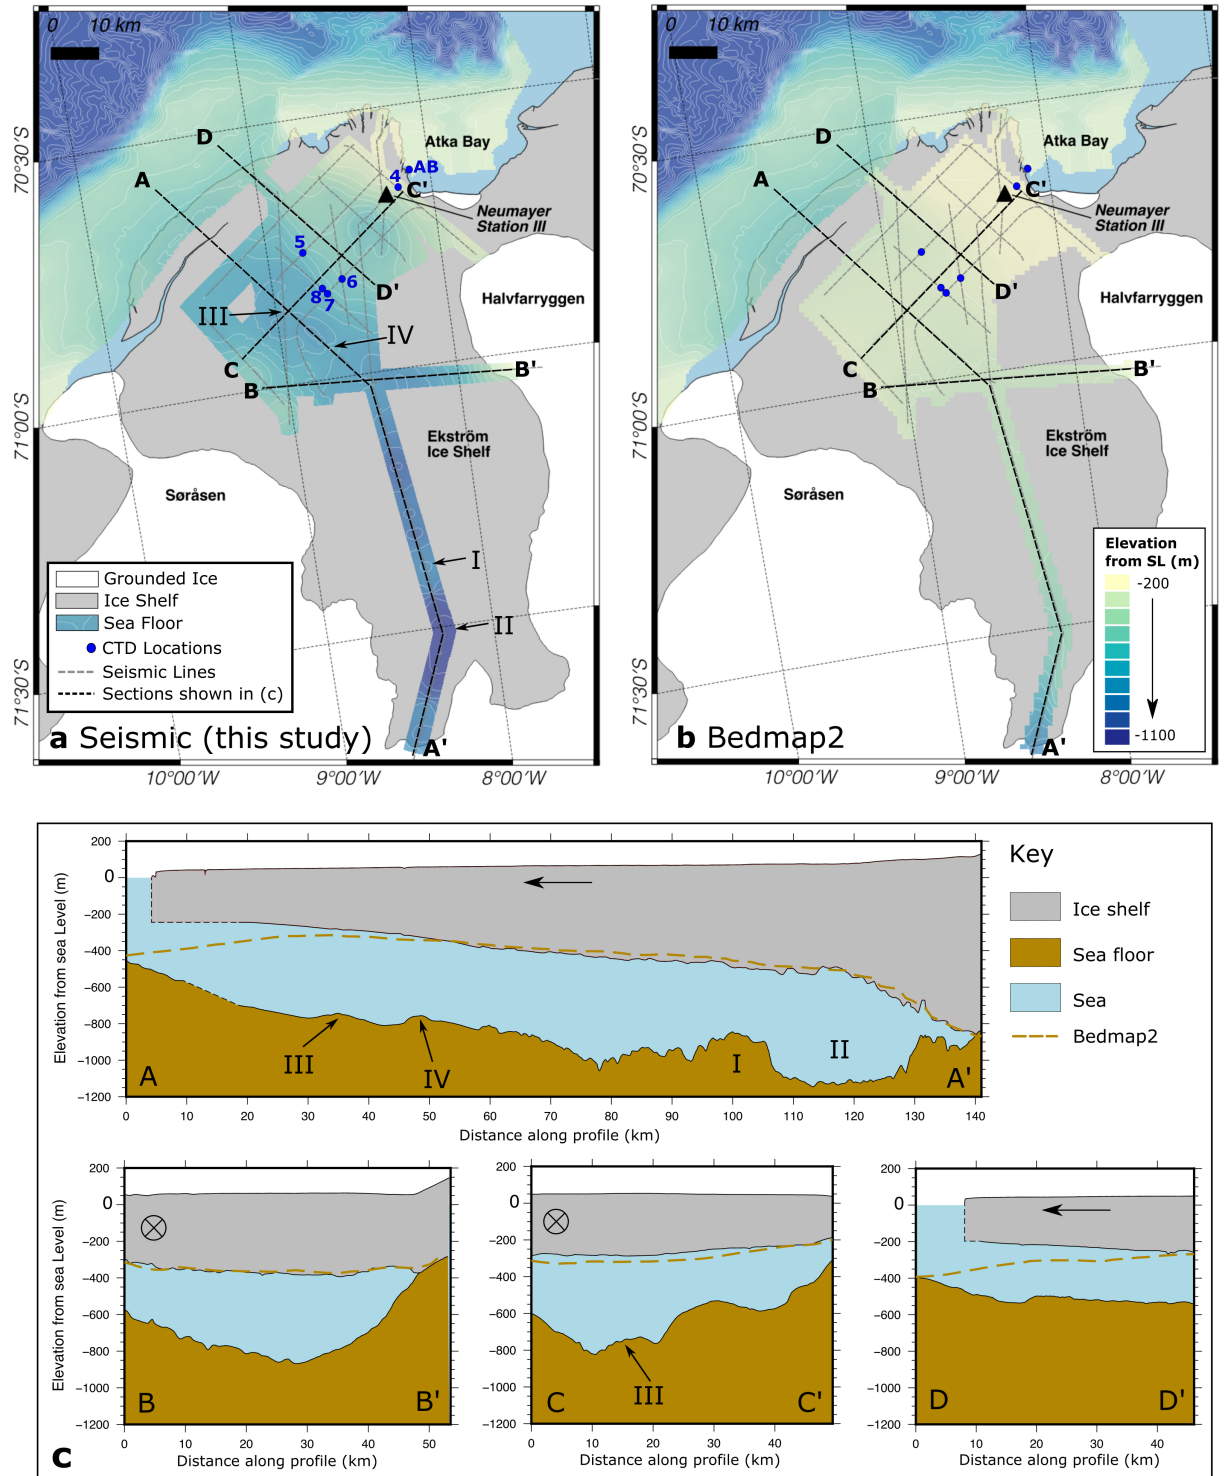 0 10 km
D
A
Atka Bay
AB
4
C'
Neumayer
Station III
5
6
8
7
D'
Halvfarryggen
III
IV
C
B
B'
Ekström
Ice Shelf
Søråsen
I
II
A'
70°30'S
71°00'S
71°30'S
Grounded Ice
Ice Shelf
Sea Floor
CTD Locations
Seismic Lines
Sections shown in (c)
a Seismic (this study)
10°00'W 9°00'W 8°00'W
0 10 km
D
A
Atka Bay
C'
Neumayer
Station III
D'
Halvfarryggen
C
B
B'
Ekström
Ice Shelf
Søråsen
A'
70°30'S
71°00'S
71°30'S
Elevation
from SL (m)
-200
-1100
b Bedmap2
10°00'W 9°00'W 8°00'W
Elevation from sea Level (m)
200
0
−200
−400
−600
−800
−1000
−1200
III
IV
I
II
A
A'
0 10 20 30 40 50 60 70 80 90 100 110 120 130 140
Distance along profile (km)
Key
Ice shelf
Sea floor
Sea
Bedmap2
Elevation from sea Level (m)
200
0
−200
−400
−600
−800
−1000
−1200
B
B'
0 10 20 30 40 50
Distance along profile (km)
200
0
−200
−400
−600
−800
−1000
−1200
III
C
C'
0 10 20 30 40
Distance along profile (km)
200
0
−200
−400
−600
−800
−1000
−1200
D
D'
0 10 20 30 40
Distance along profile (km)
c